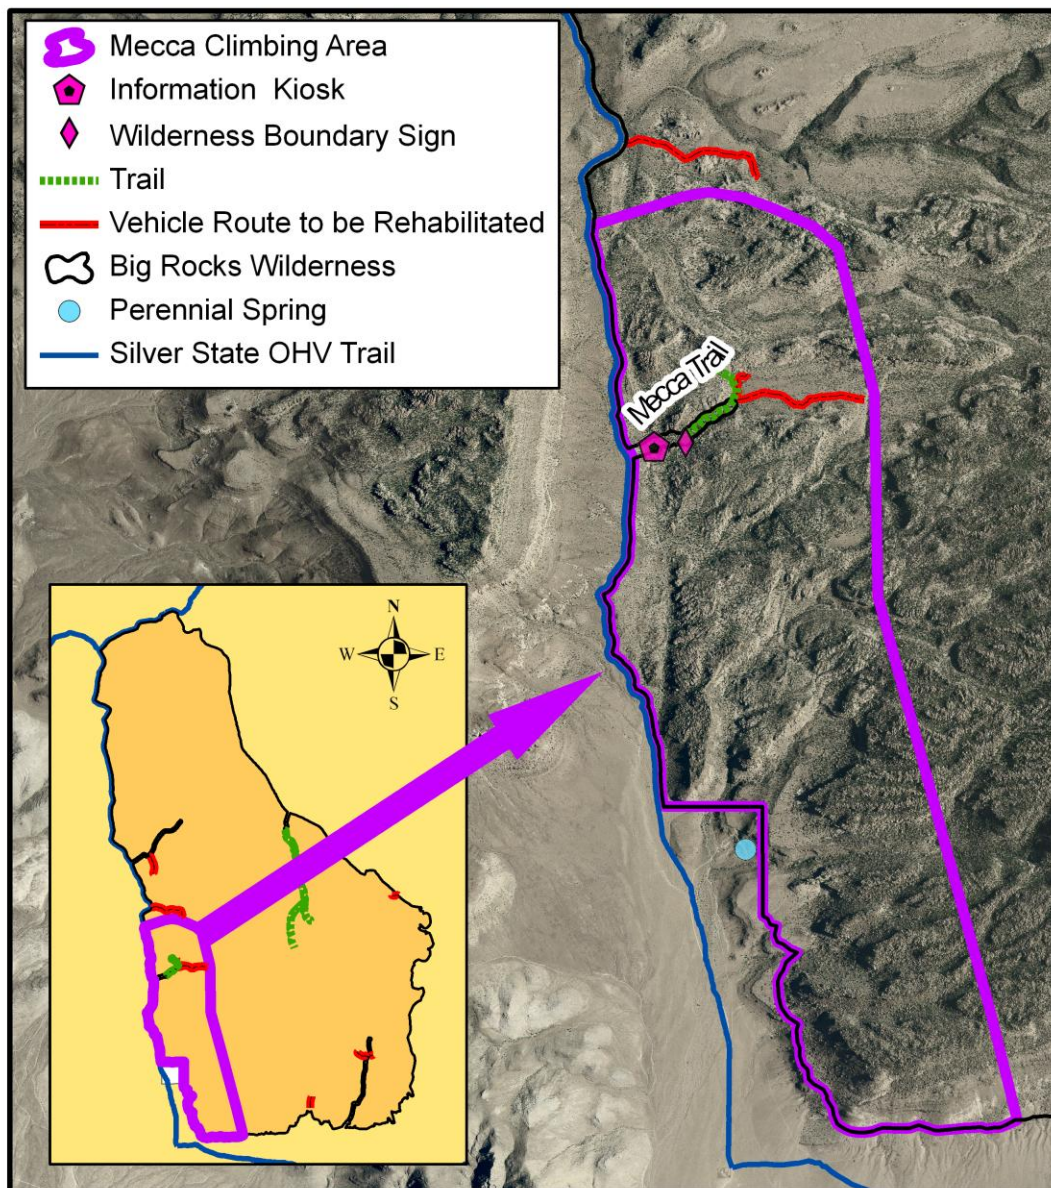 Mecca Climbing Area
Information Kiosk
Wilderness Boundary Sign
Trail
Vehicle Route to be Rehabilitated
Big Rocks Wilderness
Perennial Spring
Silver State OHV Trail
Mecca Trail
N
W E
S